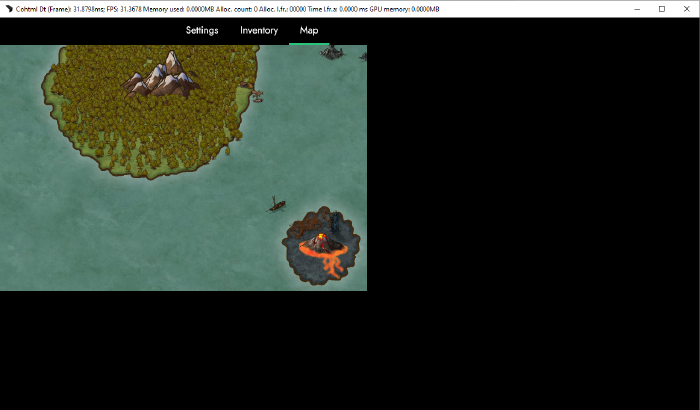 Cohtml Dt (Frame): 31.8798ms; FPS: 31.3678 Memory used: 0.0000MB Alloc. count: 0 Alloc. l.fr.: 00000 Time l.fr.a: 0.0000 ms GPU memory: 0.0000MB
Settings Inventory Map